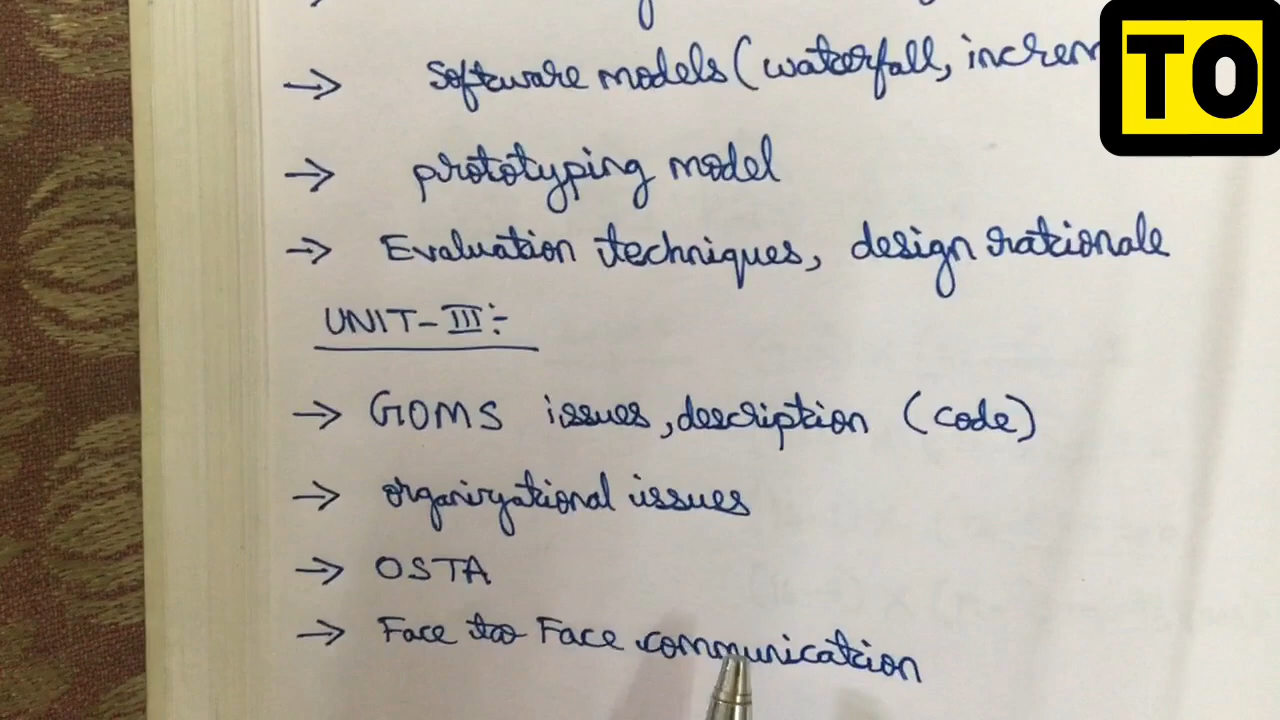 → Software models (waterfall, increm
TO
→ prototyping model
→ Evaluation techniques, design rationale
UNIT-III:-
→ GOMS issues, description (code)
→ organizational issues
→ OSTA
→ Face to Face communication